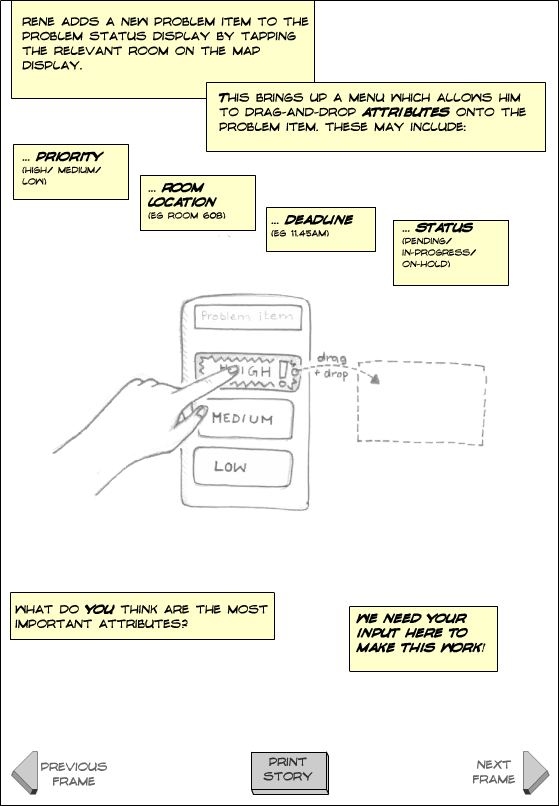 RENE ADDS A NEW PROBLEM ITEM TO THE
PROBLEM STATUS DISPLAY BY TAPPING
THE RELEVANT ROOM ON THE MAP
DISPLAY.
THIS BRINGS UP A MENU WHICH ALLOWS HIM
TO DRAG-AND-DROP ATTRIBUTES ONTO THE
PROBLEM ITEM. THESE MAY INCLUDE:
... PRIORITY
(HIGH/ MEDIUM/
LOW)
... ROOM
LOCATION
(EG ROOM 608)
... DEADLINE
(EG 11.45AM)
... STATUS
(PENDING/
IN-PROGRESS/
ON-HOLD)
Problem item
HIGH !
drag
+ drop
MEDIUM
LOW
WHAT DO YOU THINK ARE THE MOST
IMPORTANT ATTRIBUTES?
WE NEED YOUR
INPUT HERE TO
MAKE THIS WORK!
PREVIOUS
FRAME
PRINT
STORY
NEXT
FRAME